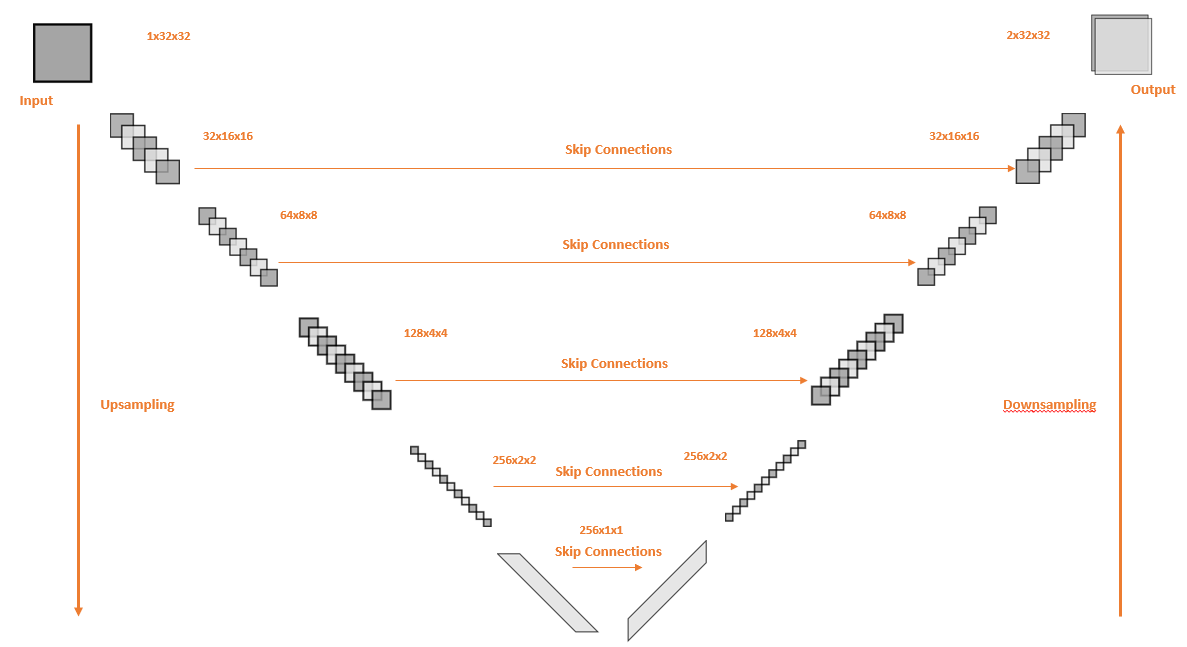 1x32x32
2x32x32
Input
Output
32x16x16
Skip Connections
32x16x16
64x8x8
Skip Connections
64x8x8
128x4x4
Skip Connections
128x4x4
Upsampling
Downsampling
256x2x2
Skip Connections
256x2x2
256x1x1
Skip Connections